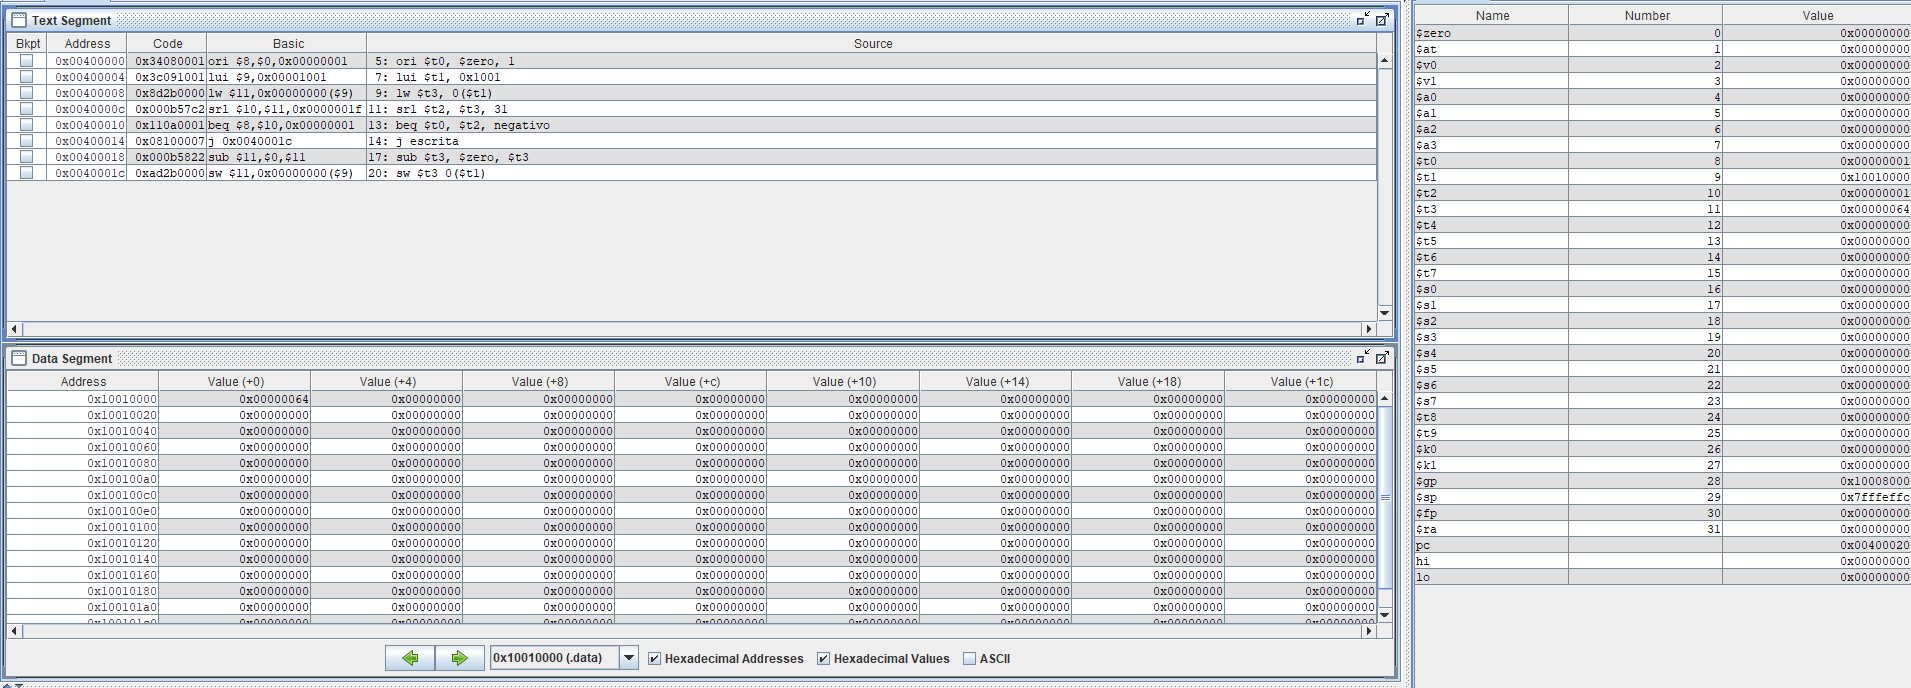 Text Segment
Bkpt Address Code Basic Source
0x00400000 0x34080001 ori $8,$0,0x00000001 5: ori $t0, $zero, 1
0x00400004 0x3c091001 lui $9,0x00001001 7: lui $t1, 0x1001
0x00400008 0x8d2b0000 lw $11,0x00000000($9) 9: lw $t3, 0($t1)
0x0040000c 0x000b57c2 srl $10,$11,0x0000001f 11: srl $t2, $t3, 31
0x00400010 0x110a0001 beq $8,$10,0x00000001 13: beq $t0, $t2, negativo
0x00400014 0x08100007 j 0x0040001c 14: j escrita
0x00400018 0x000b5822 sub $11,$0,$11 17: sub $t3, $zero, $t3
0x0040001c 0xad2b0000 sw $11,0x00000000($9) 20: sw $t3 0($t1)
Data Segment
Address Value (+0) Value (+4) Value (+8) Value (+c) Value (+10) Value (+14) Value (+18) Value (+1c)
0x10010000 0x00000064 0x00000000 0x00000000 0x00000000 0x00000000 0x00000000 0x00000000 0x00000000
0x10010020 0x00000000 0x00000000 0x00000000 0x00000000 0x00000000 0x00000000 0x00000000 0x00000000
0x10010040 0x00000000 0x00000000 0x00000000 0x00000000 0x00000000 0x00000000 0x00000000 0x00000000
0x10010060 0x00000000 0x00000000 0x00000000 0x00000000 0x00000000 0x00000000 0x00000000 0x00000000
0x10010080 0x00000000 0x00000000 0x00000000 0x00000000 0x00000000 0x00000000 0x00000000 0x00000000
0x100100a0 0x00000000 0x00000000 0x00000000 0x00000000 0x00000000 0x00000000 0x00000000 0x00000000
0x100100c0 0x00000000 0x00000000 0x00000000 0x00000000 0x00000000 0x00000000 0x00000000 0x00000000
0x100100e0 0x00000000 0x00000000 0x00000000 0x00000000 0x00000000 0x00000000 0x00000000 0x00000000
0x10010100 0x00000000 0x00000000 0x00000000 0x00000000 0x00000000 0x00000000 0x00000000 0x00000000
0x10010120 0x00000000 0x00000000 0x00000000 0x00000000 0x00000000 0x00000000 0x00000000 0x00000000
0x10010140 0x00000000 0x00000000 0x00000000 0x00000000 0x00000000 0x00000000 0x00000000 0x00000000
0x10010160 0x00000000 0x00000000 0x00000000 0x00000000 0x00000000 0x00000000 0x00000000 0x00000000
0x10010180 0x00000000 0x00000000 0x00000000 0x00000000 0x00000000 0x00000000 0x00000000 0x00000000
0x100101a0 0x00000000 0x00000000 0x00000000 0x00000000 0x00000000 0x00000000 0x00000000 0x00000000
0x10010000 (.data) Hexadecimal Addresses Hexadecimal Values ASCII
Name Number Value
$zero 0 0x00000000
$at 1 0x00000000
$v0 2 0x00000000
$v1 3 0x00000000
$a0 4 0x00000000
$a1 5 0x00000000
$a2 6 0x00000000
$a3 7 0x00000000
$t0 8 0x00000001
$t1 9 0x10010000
$t2 10 0x00000001
$t3 11 0x00000064
$t4 12 0x00000000
$t5 13 0x00000000
$t6 14 0x00000000
$t7 15 0x00000000
$s0 16 0x00000000
$s1 17 0x00000000
$s2 18 0x00000000
$s3 19 0x00000000
$s4 20 0x00000000
$s5 21 0x00000000
$s6 22 0x00000000
$s7 23 0x00000000
$t8 24 0x00000000
$t9 25 0x00000000
$k0 26 0x00000000
$k1 27 0x00000000
$gp 28 0x10008000
$sp 29 0x7fffeffc
$fp 30 0x00000000
$ra 31 0x00000000
pc 0x00400020
hi 0x00000000
lo 0x00000000